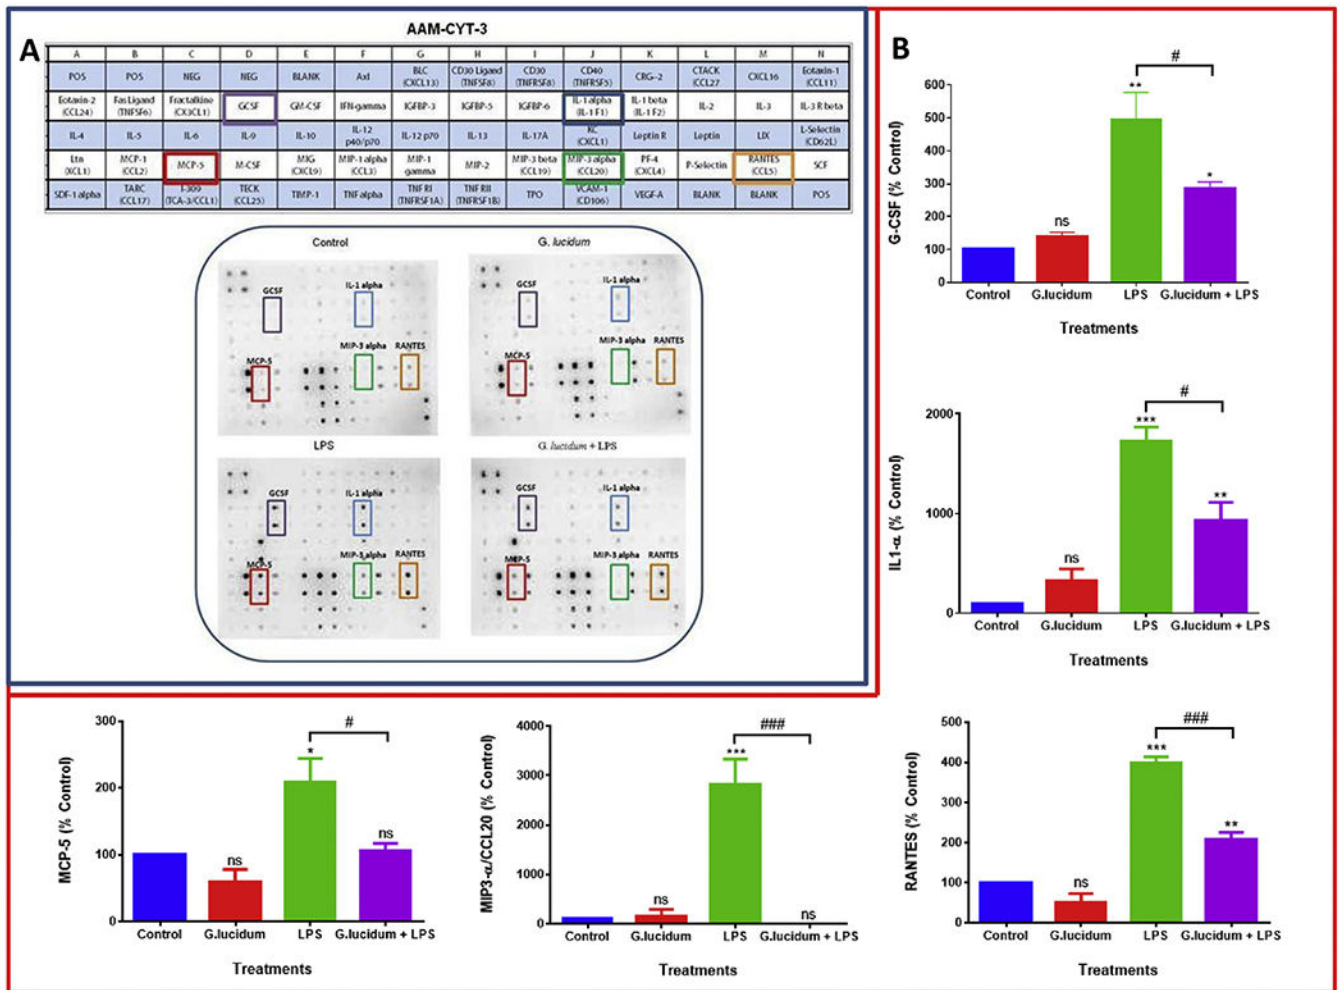 AAM-CYT-3
A
A B C D E F G H I J K L M N
POS POS NEG NEG BLANK Axl BLC (CXCL13) CD30 Ligand (TNFSF8) CD30 (TNFRSF8) CD40 (TNFRSF5) CRG-2 CTACK (CCL27 CXCL16 Eotaxin-1 (CCL11)
Eotaxin-2 (CCL24) Fas Ligand (TNFSF6) Fractalkine (CX3CL1) GCSF GM-CSF IFN-gamma IGFBP-3 IGFBP-5 IGFBP-6 IL-1 alpha (IL-1 F1) IL-1 beta (IL-1 F2) IL-2 IL-3 IL-3 R beta
IL-4 IL-5 IL-6 IL-9 IL-10 IL-12 p40/p70 IL-12 p70 IL-13 IL-17A KC (CXCL1) Leptin R Leptin LIX L-Selectin (CD62L)
Ltn (XCL1) MCP-1 (CCL2) MCP-5 M-CSF MIG (CXCL9) MIP-1 alpha (CCL3) MIP-1 gamma MIP-2 MIP-3 beta (CCL19) MIP-3 alpha (CCL20) PF-4 (CXCL4) P-Selectin RANTES (CCL5) SCF
SDF-1 alpha TARC (CCL17) I-309 (TCA-3/CCL1) TECK (CCL25) TIMP-1 TNF alpha TNF RI (TNFRSF1A) TNF RII (TNFRSF1B) TPO VCAM-1 (CD106) VEGF-A BLANK BLANK POS
Control
GCSF
IL-1 alpha
MCP-5
MIP-3 alpha
RANTES
G. lucidum
GCSF
IL-1 alpha
MCP-5
MIP-3 alpha
RANTES
LPS
GCSF
IL-1 alpha
MCP-5
MIP-3 alpha
RANTES
G. lucidum + LPS
GCSF
IL-1 alpha
MCP-5
MIP-3 alpha
RANTES
B
G-CSF (% Control)
600
500
400
300
200
100
0
ns
**
*
#
Control G.lucidum LPS G.lucidum + LPS
Treatments
IL1-α (% Control)
2000
1000
0
ns
***
**
#
Control G.lucidum LPS G.lucidum + LPS
Treatments
MCP-5 (% Control)
300
200
100
0
ns
*
ns
#
Control G.lucidum LPS G.lucidum + LPS
Treatments
MIP3-α/CCL20 (% Control)
4000
3000
2000
1000
0
ns
***
ns
###
Control G.lucidum LPS G.lucidum + LPS
Treatments
RANTES (% Control)
500
400
300
200
100
0
ns
***
**
###
Control G.lucidum LPS G.lucidum + LPS
Treatments